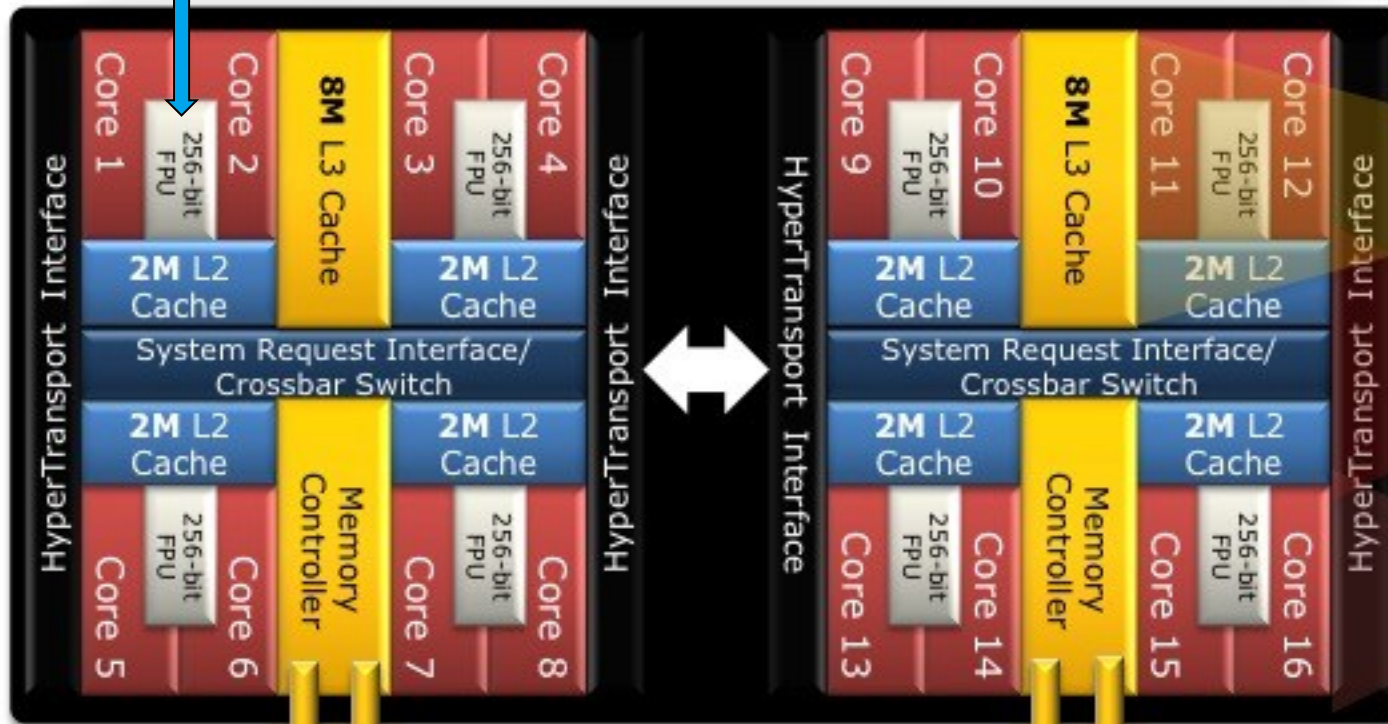 HyperTransport Interface
Core 1
256-bit
FPU
Core 2
8M L3 Cache
Core 3
256-bit
FPU
Core 4
HyperTransport Interface
2M L2
Cache
2M L2
Cache
System Request Interface/
Crossbar Switch
2M L2
Cache
2M L2
Cache
Core 5
256-bit
FPU
Core 6
Memory
Controller
Core 7
256-bit
FPU
Core 8
HyperTransport Interface
Core 9
256-bit
FPU
Core 10
8M L3 Cache
Core 11
256-bit
FPU
Core 12
HyperTransport Interface
2M L2
Cache
2M L2
Cache
System Request Interface/
Crossbar Switch
2M L2
Cache
2M L2
Cache
Core 13
256-bit
FPU
Core 14
Memory
Controller
Core 15
256-bit
FPU
Core 16